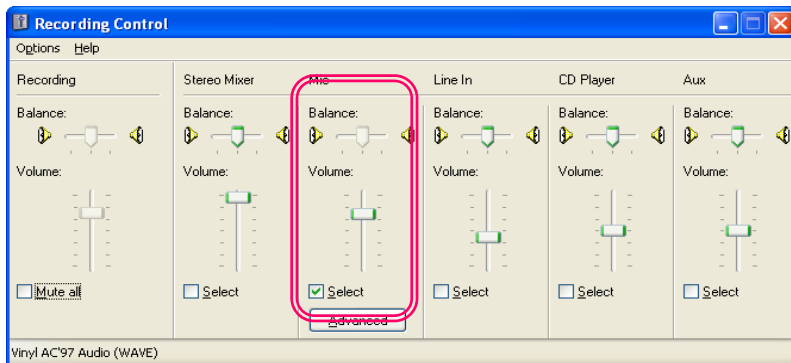 Recording Control
Options Help
Recording Stereo Mixer Mic Line In CD Player Aux
Balance: Balance: Balance: Balance: Balance: Balance:
Volume: Volume: Volume: Volume: Volume: Volume:
Mute all Select Select Select Select Select
Advanced
Vinyl AC'97 Audio (WAVE)